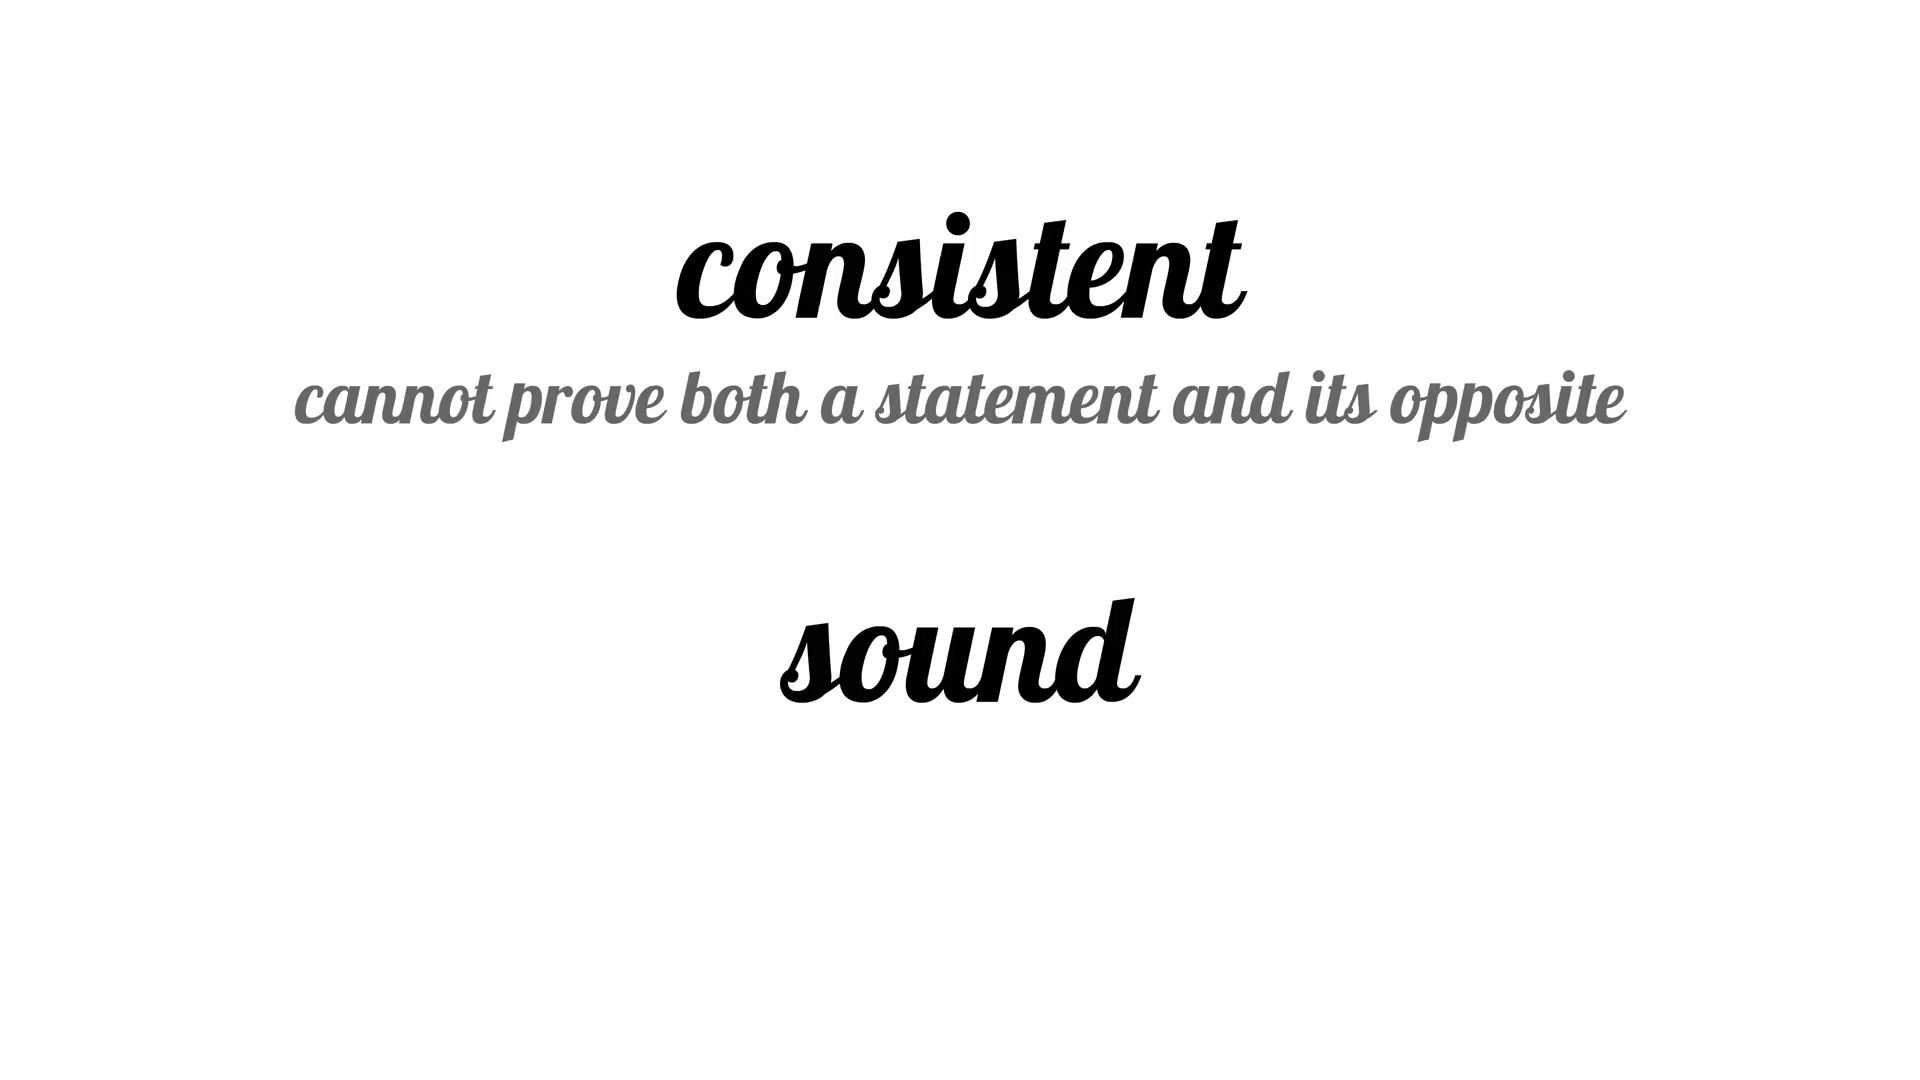 consistent
cannot prove both a statement and its opposite
sound